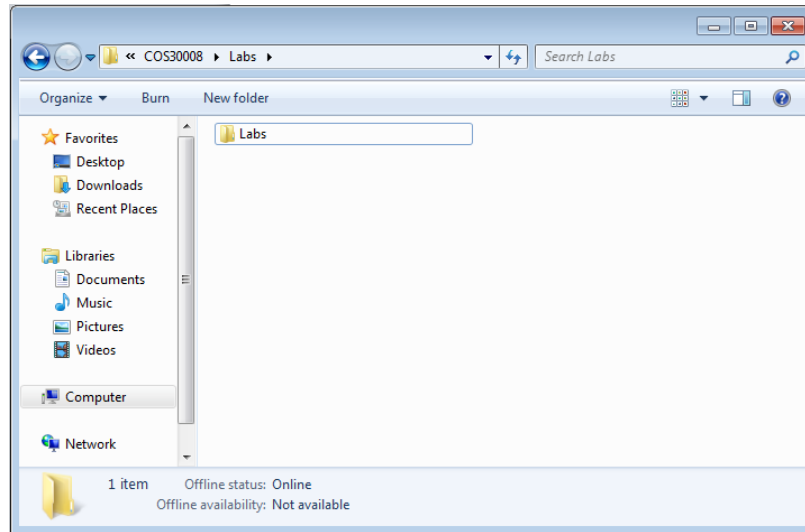 « COS30008 ▸ Labs ▸
Search Labs
Organize Burn New folder
Favorites
Desktop
Downloads
Recent Places
Libraries
Documents
Music
Pictures
Videos
Computer
Network
Labs
1 item Offline status: Online
Offline availability: Not available